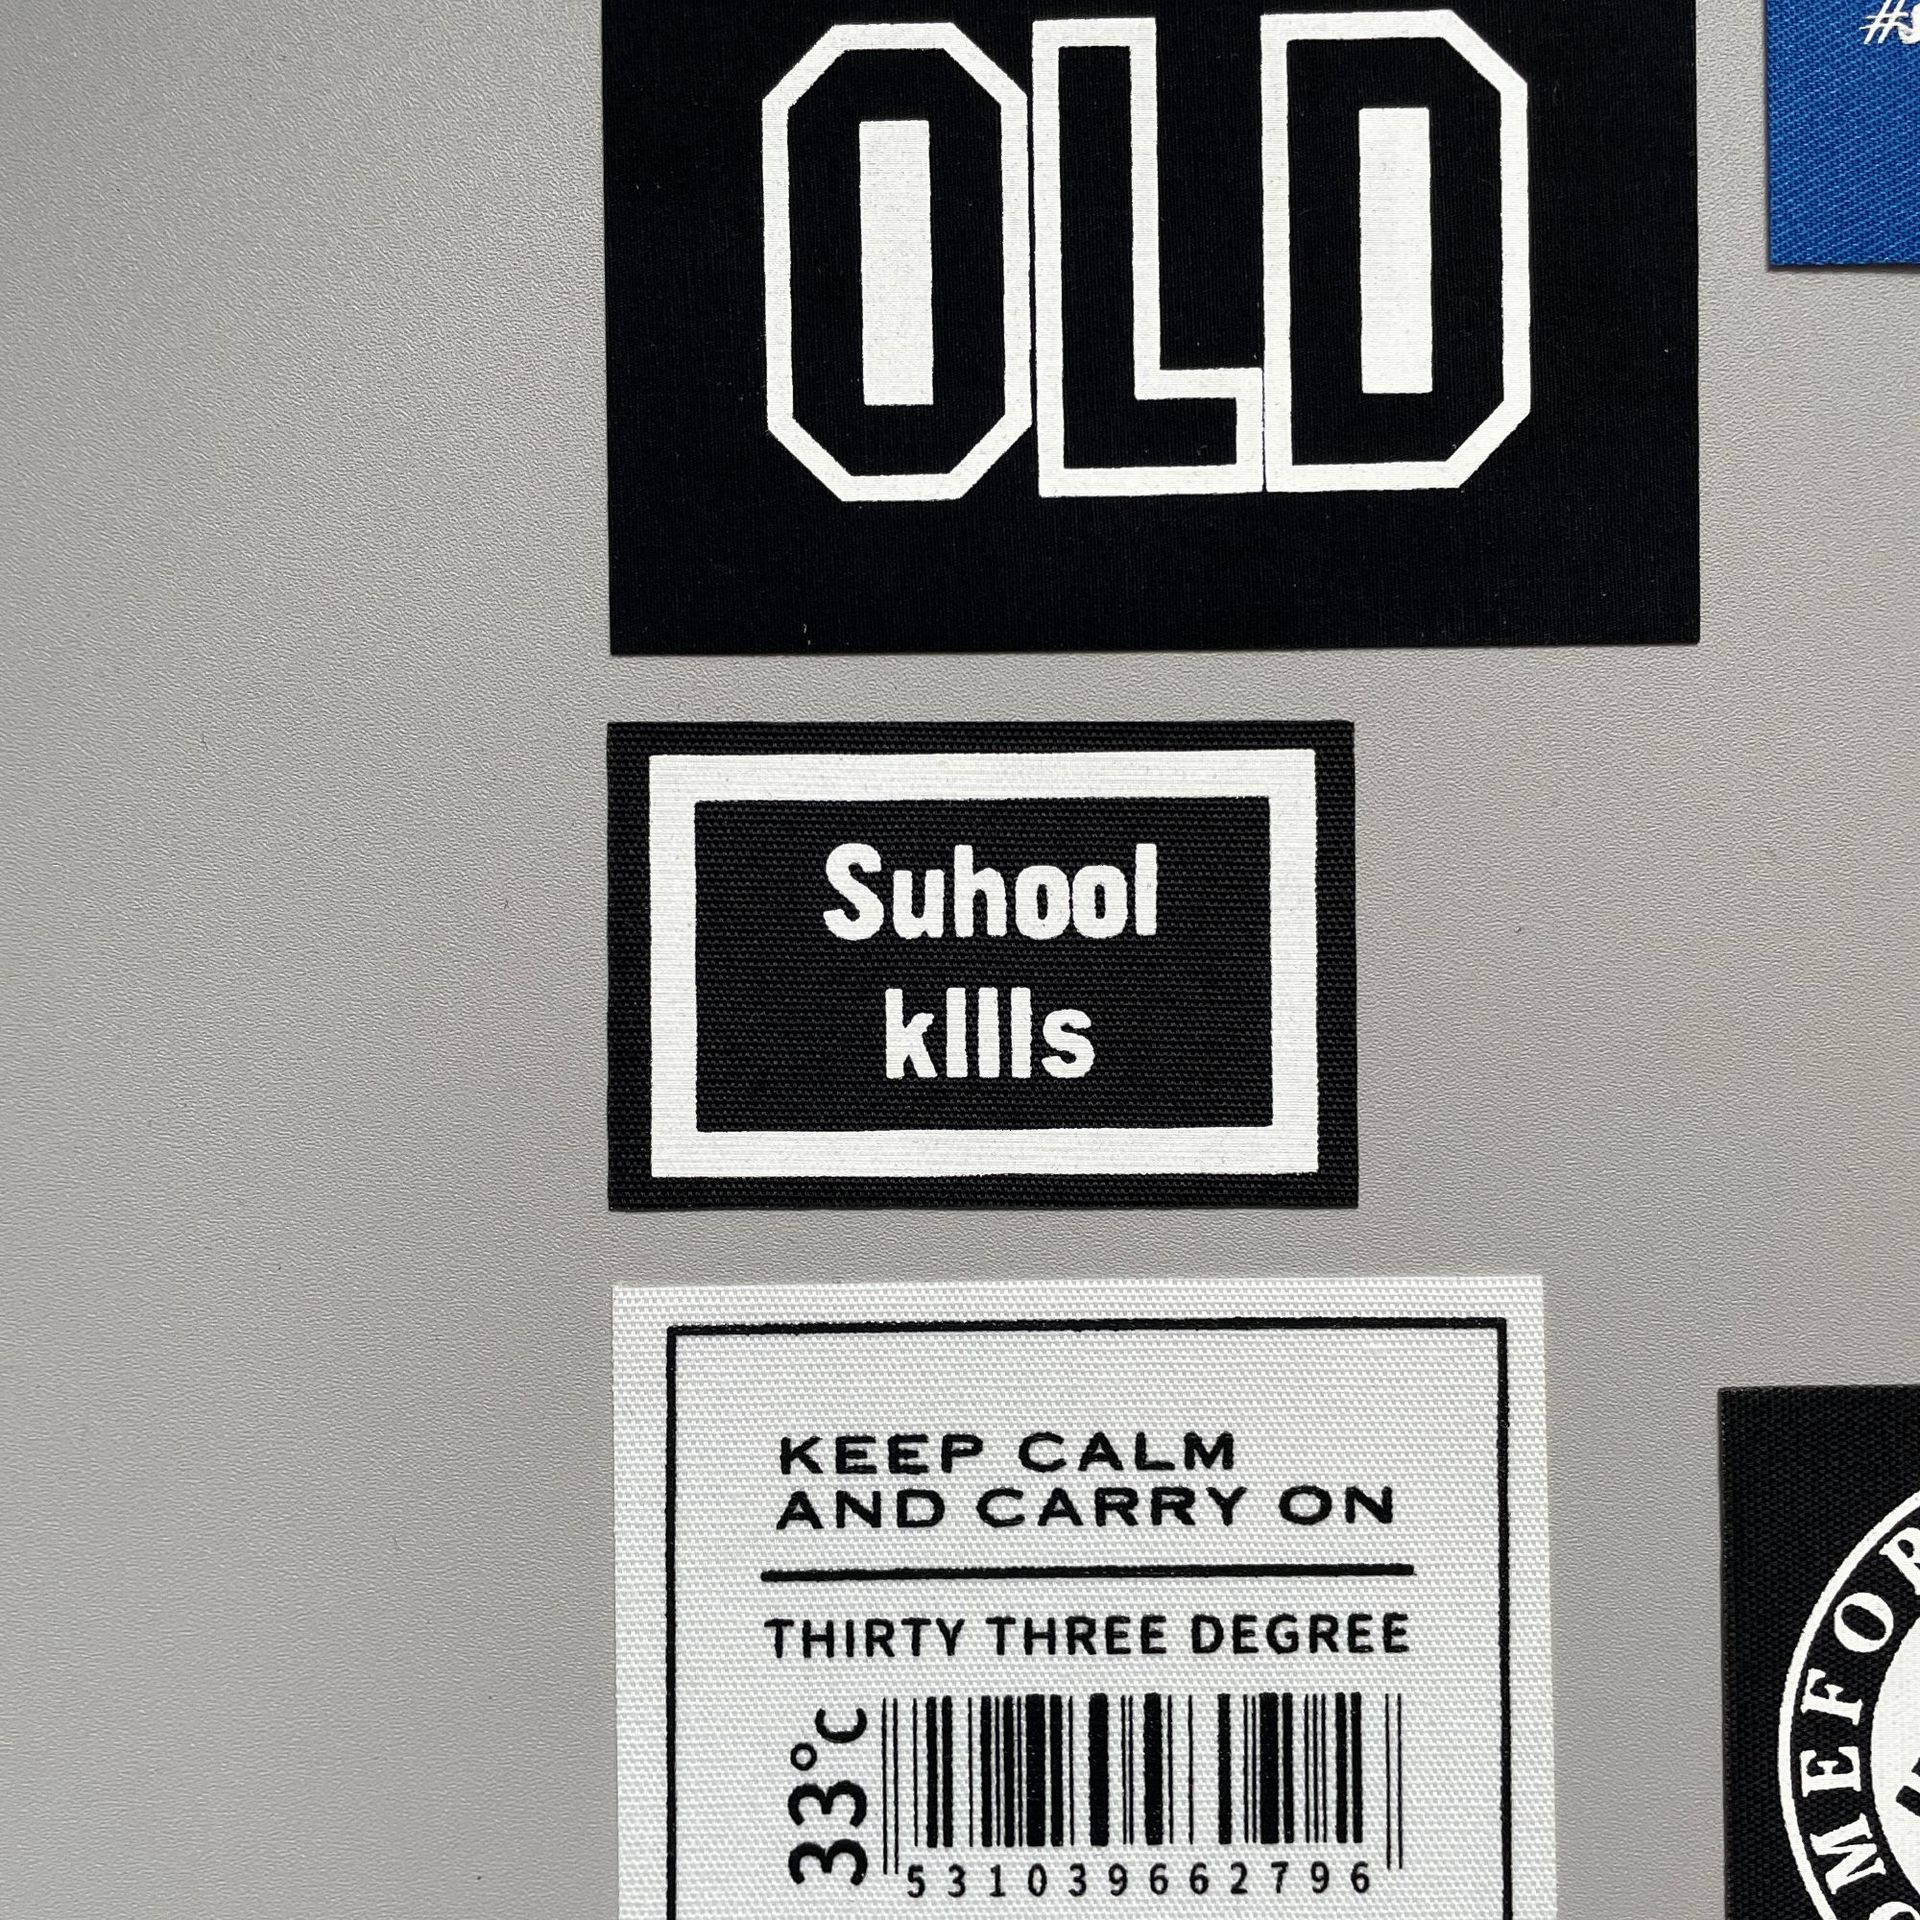 OLD
Suhool
kIlls
KEEP CALM
AND CARRY ON
THIRTY THREE DEGREE
33°C
531039662796